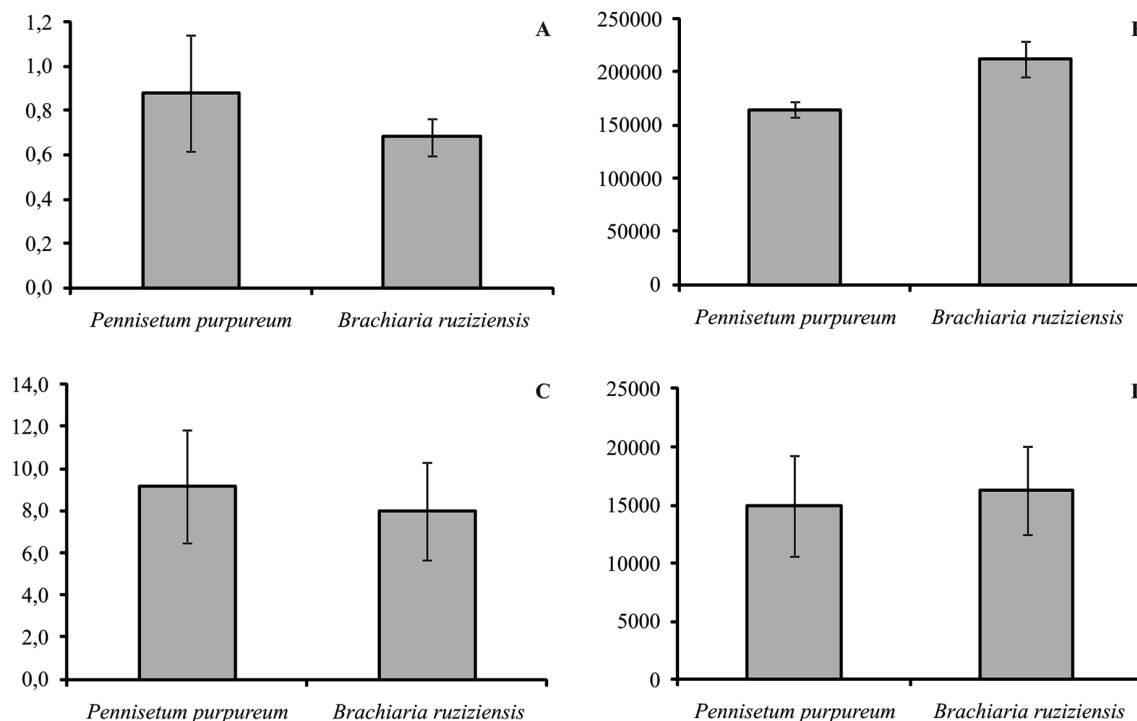 1,2
1,0
0,8
0,6
0,4
0,2
0,0
A
Pennisetum purpureum
Brachiaria ruziziensis
250000
200000
150000
100000
50000
0
Pennisetum purpureum
Brachiaria ruziziensis
14,0
12,0
10,0
8,0
6,0
4,0
2,0
0,0
C
Pennisetum purpureum
Brachiaria ruziziensis
25000
20000
15000
10000
5000
0
Pennisetum purpureum
Brachiaria ruziziensis